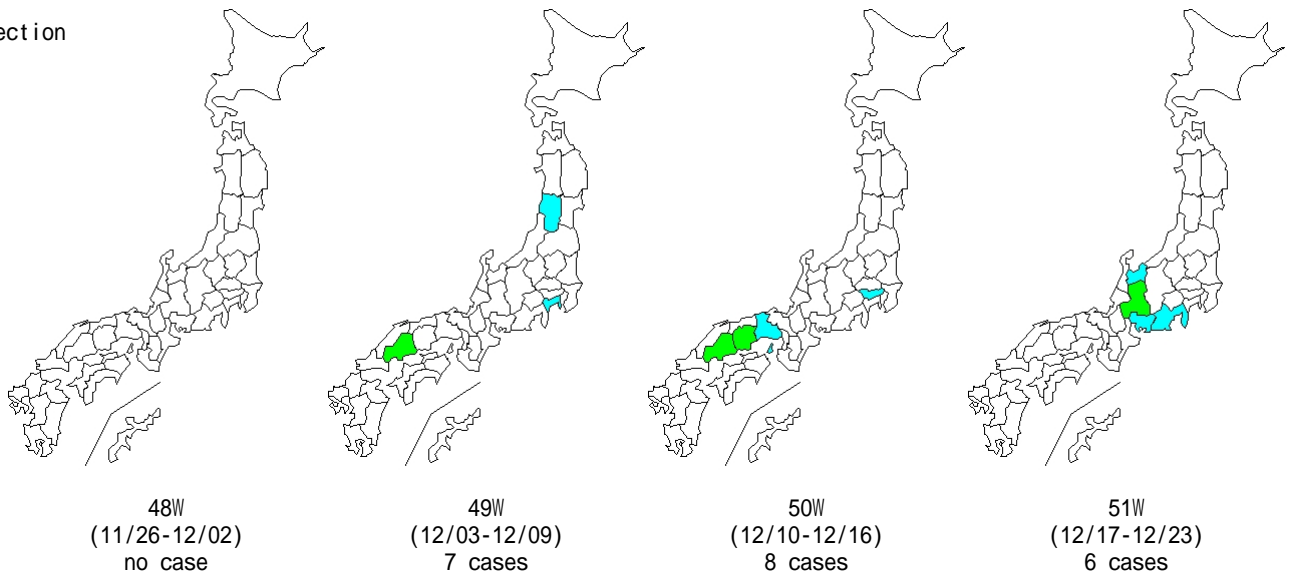 ection
48W
(11/26-12/02)
no case
49W
(12/03-12/09)
7 cases
50W
(12/10-12/16)
8 cases
51W
(12/17-12/23)
6 cases